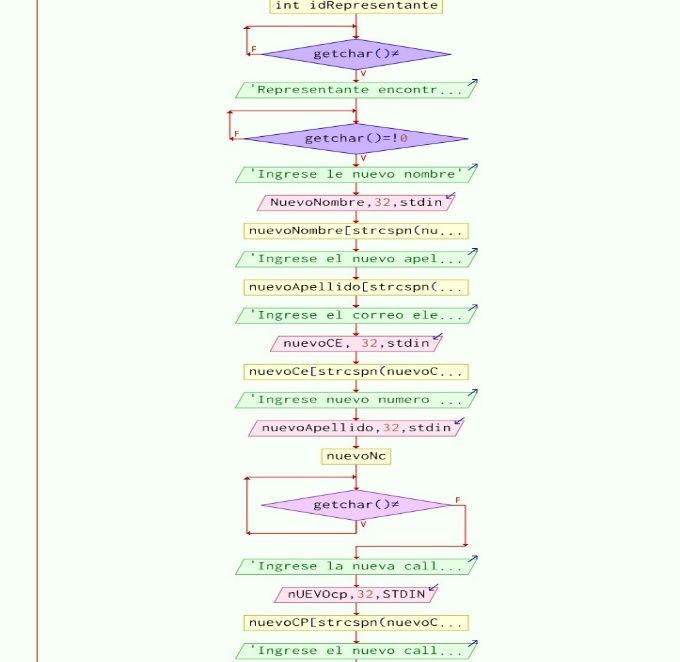 int idRepresentante
getchar()≠
F
V
'Representante encontr...
getchar()=!0
F
V
'Ingrese le nuevo nombre'
NuevoNombre,32,stdin
nuevoNombre[strcspn(nu...
'Ingrese el nuevo apel...
nuevoApellido[strcspn(...
'Ingrese el correo ele...
nuevoCE, 32,stdin
nuevoCe[strcspn(nuevoC...
'Ingrese nuevo numero ...
nuevoApellido,32,stdin
nuevoNc
getchar()≠
F
V
'Ingrese la nueva call...
nUEVOcp,32,STDIN
nuevoCP[strcspn(nuevoC...
'Ingrese el nuevo call...